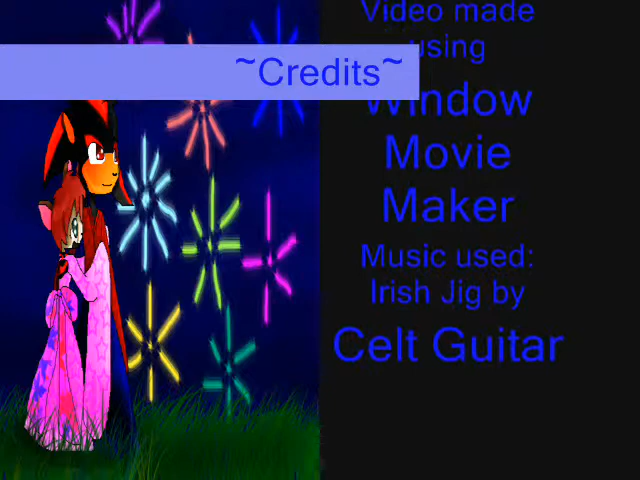 ~Credits~
Video made
using
Window
Movie
Maker
Music used:
Irish Jig by
Celt Guitar